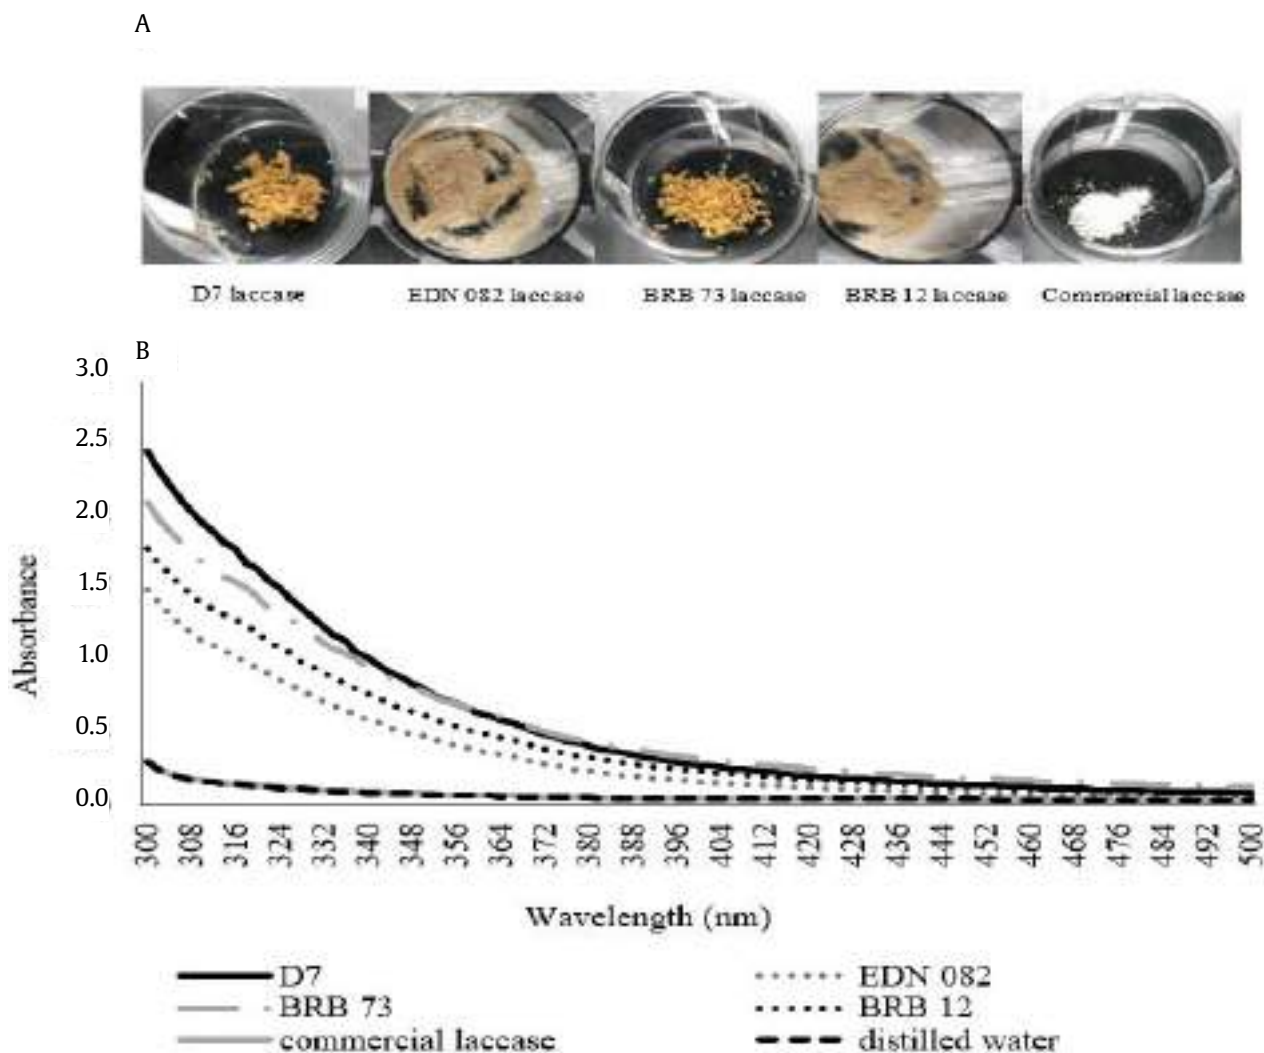 A
D7 laccase EDN 082 laccase BRB 73 laccase BRB 12 laccase Commercial laccase
B
3.0
2.5
2.0
1.5
1.0
0.5
0.0
Absorbance
300 308 316 324 332 340 348 356 364 372 380 388 396 404 412 420 428 436 444 452 460 468 476 484 492 500
Wavelength (nm)
D7 EDN 082
BRB 73 BRB 12
commercial laccase distilled water